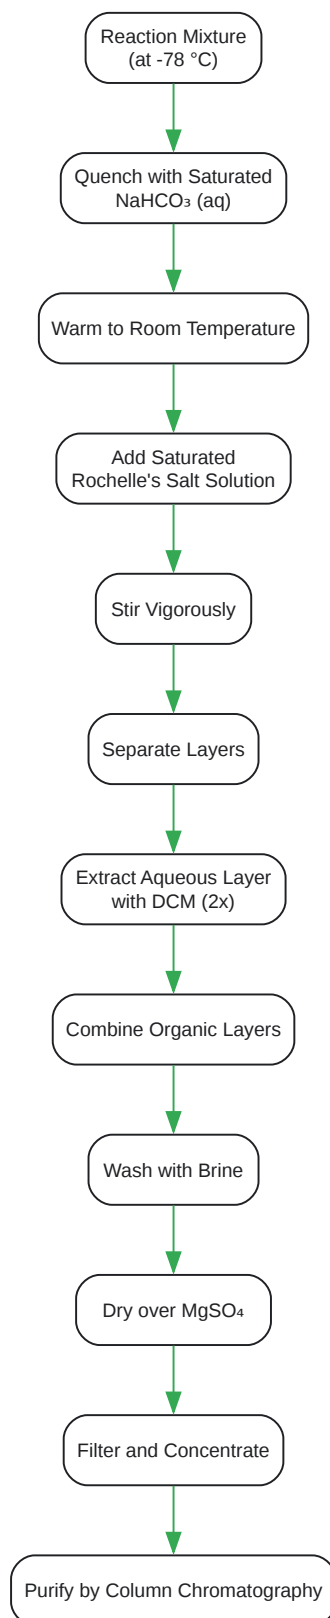 Reaction Mixture
(at -78 °C)
Quench with Saturated
NaHCO₃ (aq)
Warm to Room Temperature
Add Saturated
Rochelle's Salt Solution
Stir Vigorously
Separate Layers
Extract Aqueous Layer
with DCM (2x)
Combine Organic Layers
Wash with Brine
Dry over MgSO₄
Filter and Concentrate
Purify by Column Chromatography